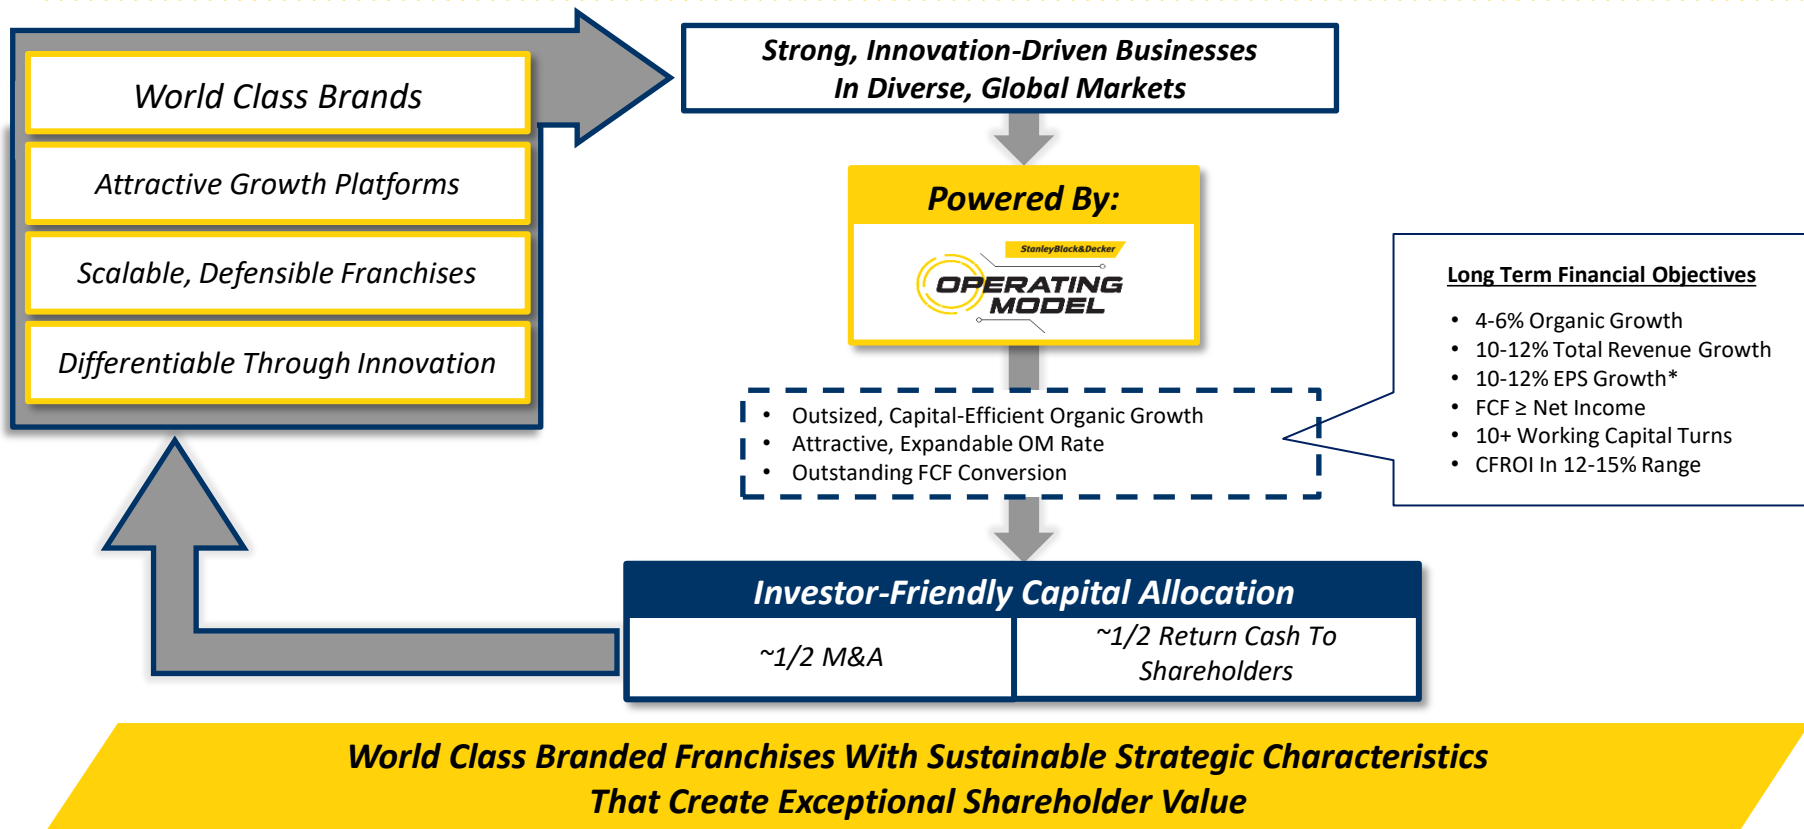 World Class Brands
Attractive Growth Platforms
Scalable, Defensible Franchises
Differentiable Through Innovation
Strong, Innovation-Driven Businesses
In Diverse, Global Markets
Powered By:
StanleyBlack&Decker
OPERATING
MODEL
• Outsized, Capital-Efficient Organic Growth
• Attractive, Expandable OM Rate
• Outstanding FCF Conversion
Long Term Financial Objectives
• 4-6% Organic Growth
• 10-12% Total Revenue Growth
• 10-12% EPS Growth*
• FCF ≥ Net Income
• 10+ Working Capital Turns
• CFROI In 12-15% Range
Investor-Friendly Capital Allocation
~1/2 M&A
~1/2 Return Cash To
Shareholders
World Class Branded Franchises With Sustainable Strategic Characteristics
That Create Exceptional Shareholder Value